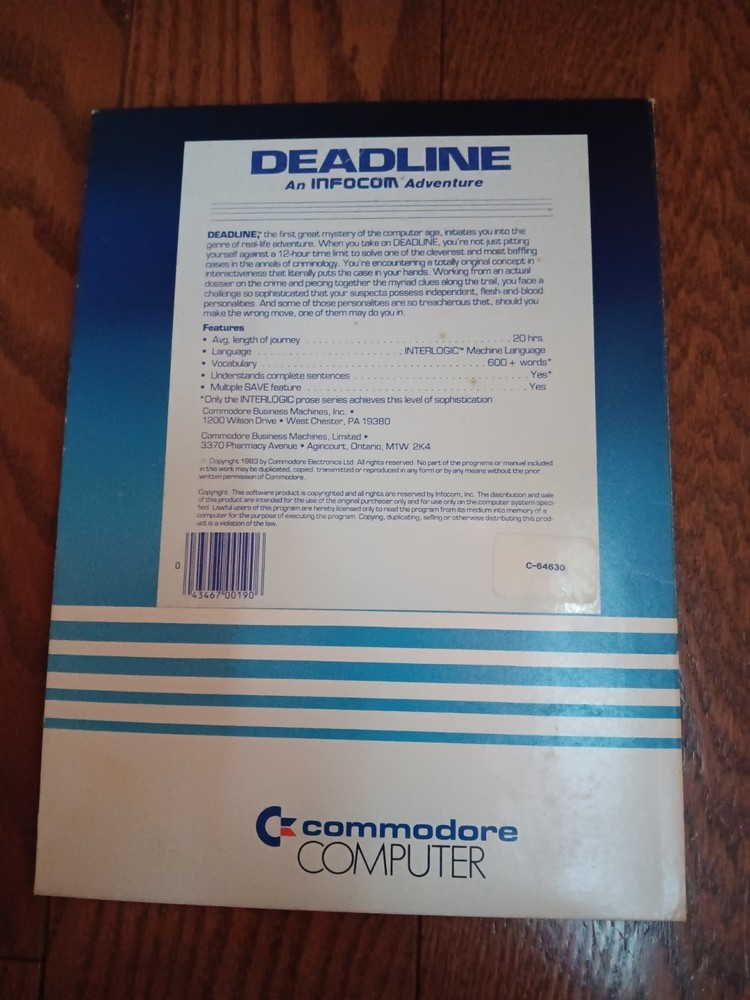 DEADLINE
An INFOCOM™ Adventure
DEADLINE,™ the first great mystery of the computer age, initiates you into the
genre of real-life adventure. When you take on DEADLINE, you're not just pitting
yourself against a 12-hour time limit to solve one of the cleverest and most baffling
cases in the annals of criminology. You're encountering a totally original concept in
interactiveness that literally puts the case in your hands. Working from an actual
dossier on the crime and piecing together the myriad clues along the trail, you face a
challenge so sophisticated that your suspects possess independent, flesh-and-blood
personalities. And some of those personalities are so treacherous that, should you
make the wrong move, one of them may do you in.
Features
• Avg. length of journey . . . . . . . . . . . . . . . . . . . . . . . . . . . . . . 20 hrs.
• Language . . . . . . . . . . . . . . . . . . . . . INTERLOGIC™ Machine Language
• Vocabulary . . . . . . . . . . . . . . . . . . . . . . . . . . . . . . . . 600 + words*
• Understands complete sentences . . . . . . . . . . . . . . . . . . . . . . . . Yes*
• Multiple SAVE feature . . . . . . . . . . . . . . . . . . . . . . . . . . . . . . Yes
*Only the INTERLOGIC prose series achieves this level of sophistication
Commodore Business Machines, Inc. •
1200 Wilson Drive • West Chester, PA 19380
Commodore Business Machines, Limited •
3370 Pharmacy Avenue • Agincourt, Ontario, M1W 2K4
Copyright 1983 by Commodore Electronics Ltd. All rights reserved. No part of the programs or manual included
in this work may be duplicated, copied, transmitted or reproduced in any form or by any means without the prior
written permission of Commodore.
Copyright. This software product is copyrighted and all rights are reserved by Infocom, Inc. The distribution and sale
of this product are intended for the use of the original purchaser only and for use only on the computer system speci-
fied. Lawful users of this program are hereby licensed only to read the program from its medium into memory of a
computer for the purpose of executing the program. Copying, duplicating, selling or otherwise distributing this prod-
uct is a violation of the law.
0 43467 00190
C-64630
commodore
COMPUTER